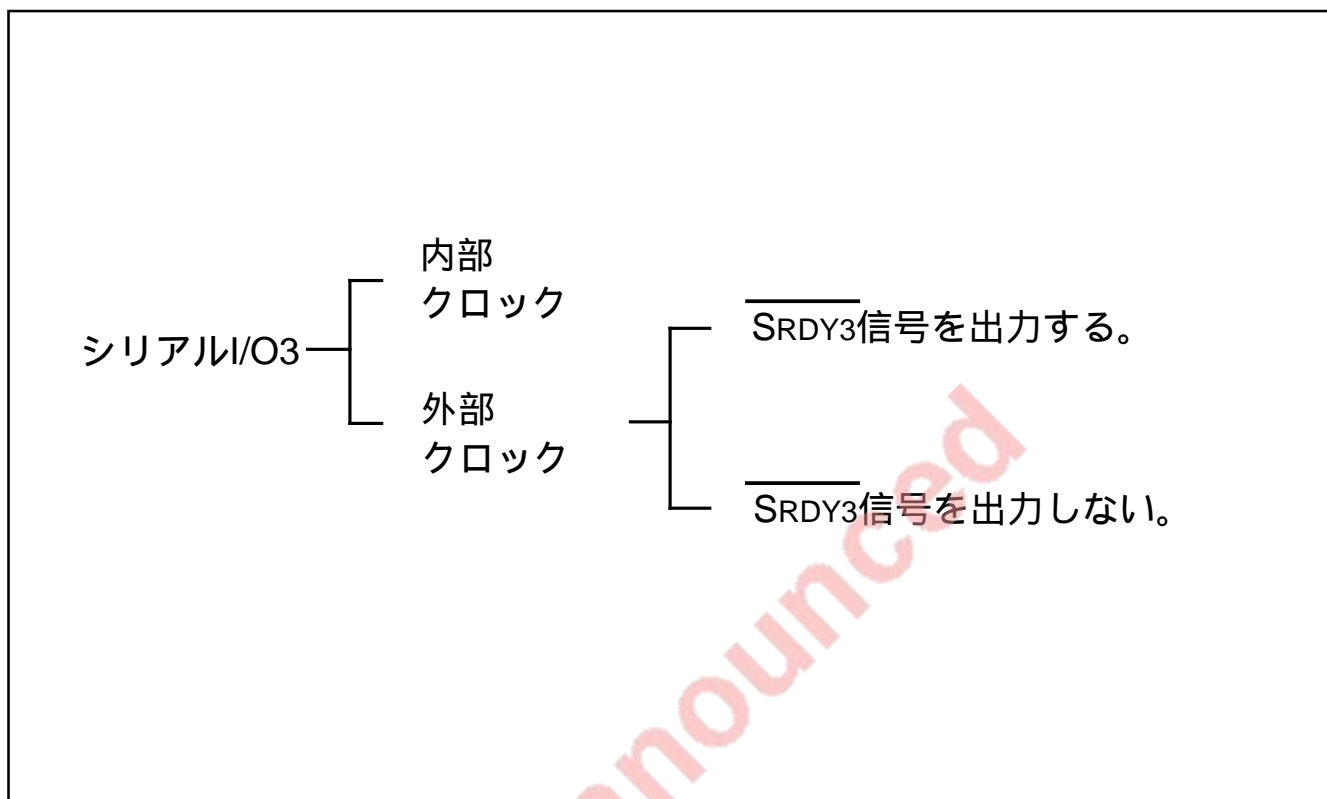 内部
クロック
シリアルI/O3
外部
クロック
SRDY3信号を出力する。
SRDY3信号を出力しない。
nnounced